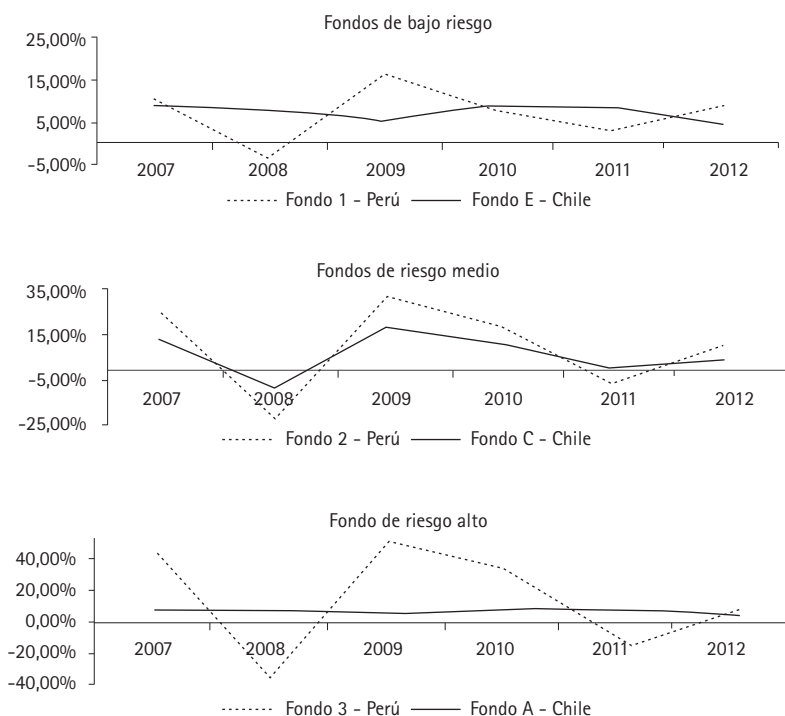 Fondos de bajo riesgo
25,00%
15,00%
5,00%
−5,00%
2007 2008 2009 2010 2011 2012
Fondo 1 - Perú Fondo E - Chile
Fondos de riesgo medio
35,00%
15,00%
−5,00%
−25,00%
2007 2008 2009 2010 2011 2012
Fondo 2 - Perú Fondo C - Chile
Fondo de riesgo alto
40,00%
20,00%
0,00%
−20,00%
−40,00%
2007 2008 2009 2010 2011 2012
Fondo 3 - Perú Fondo A - Chile